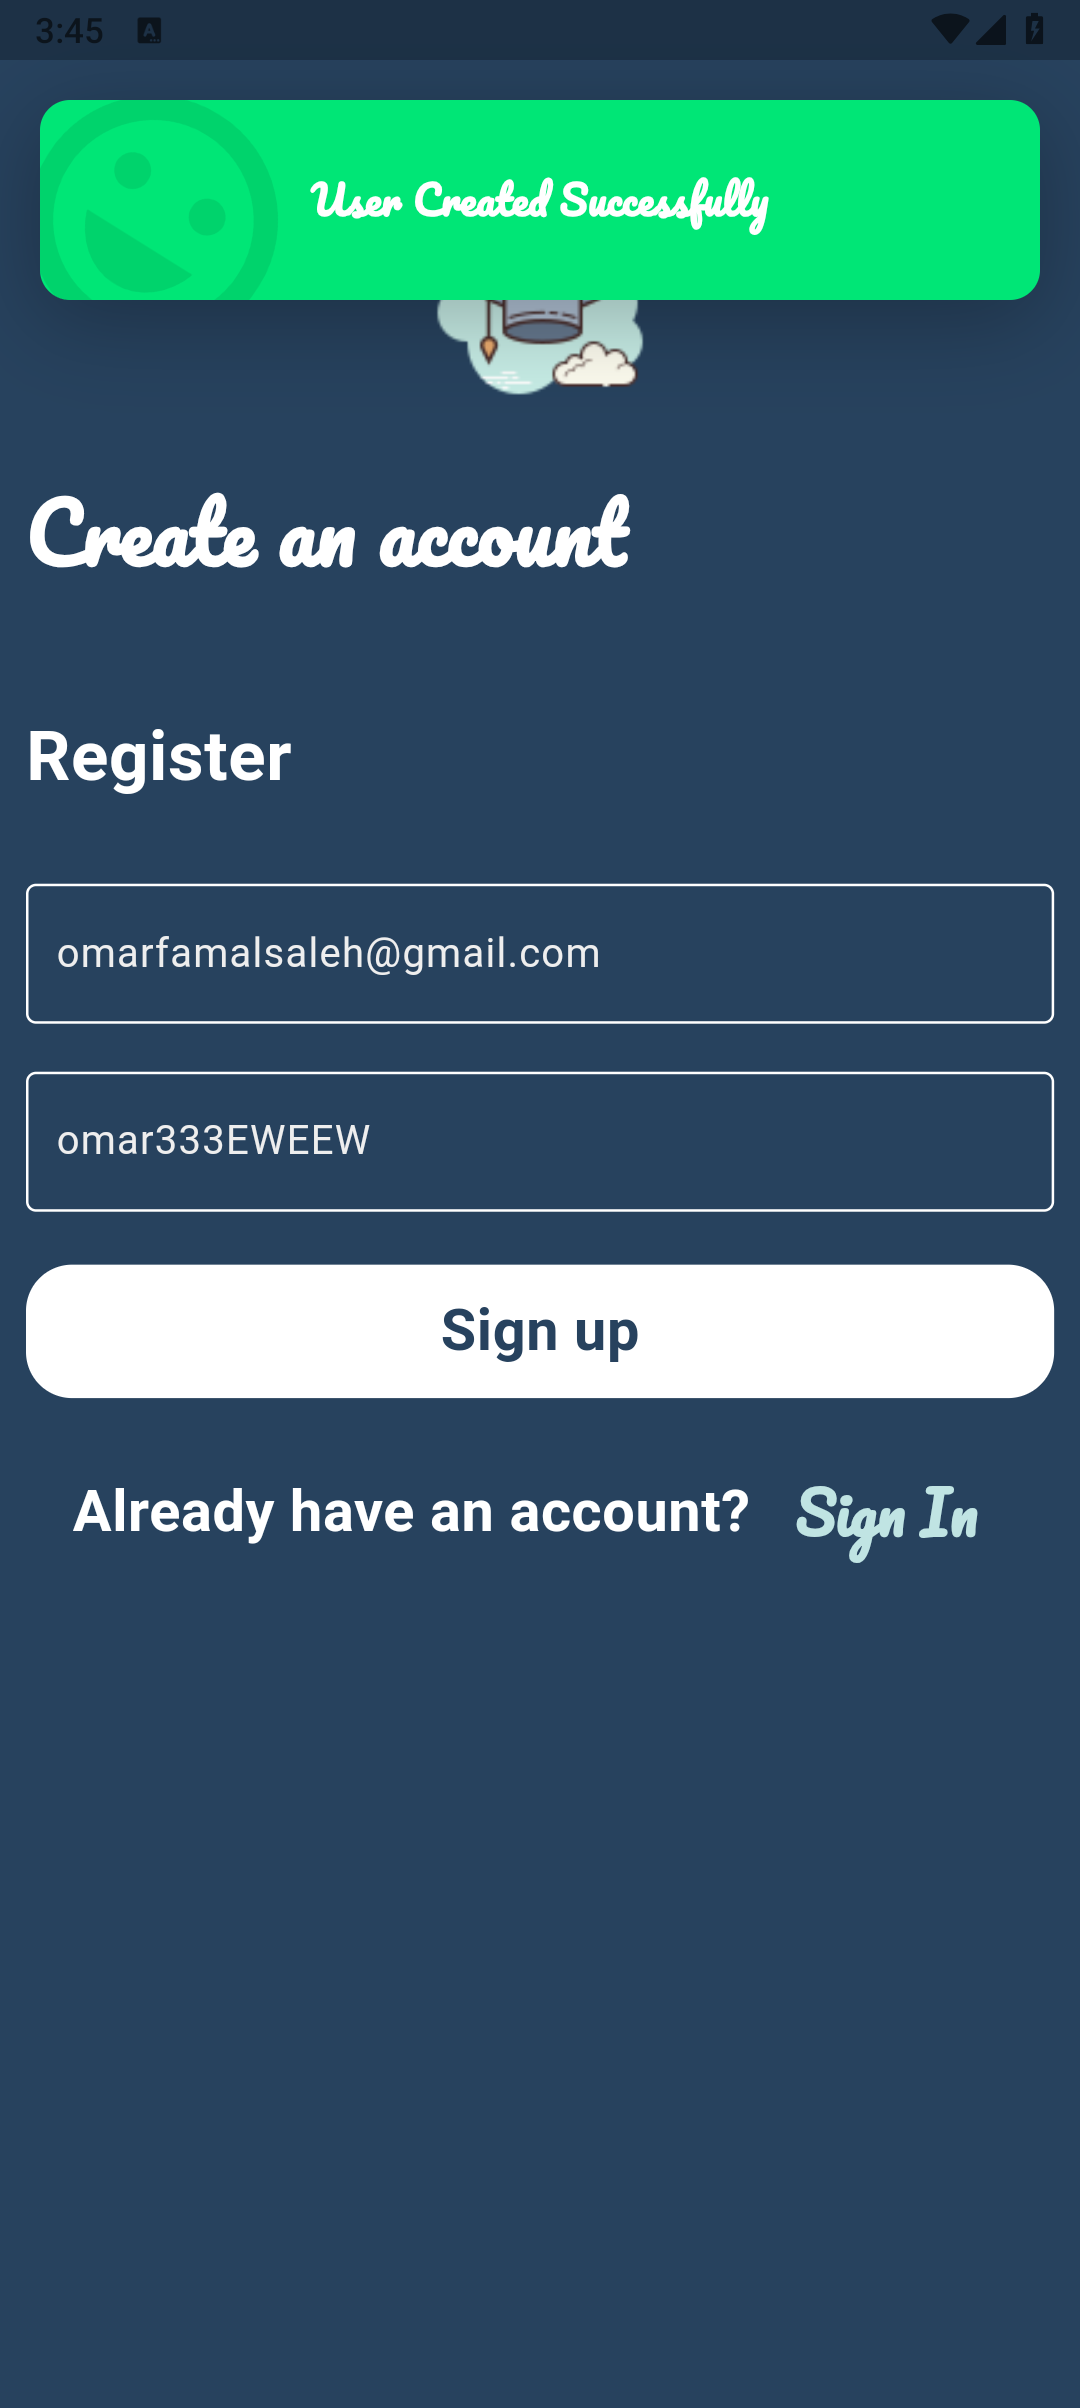 3:45
User Created Successfully
Create an account
Register
omarfamalsaleh@gmail.com
omar333EWEEW
Sign up
Already have an account? Sign In